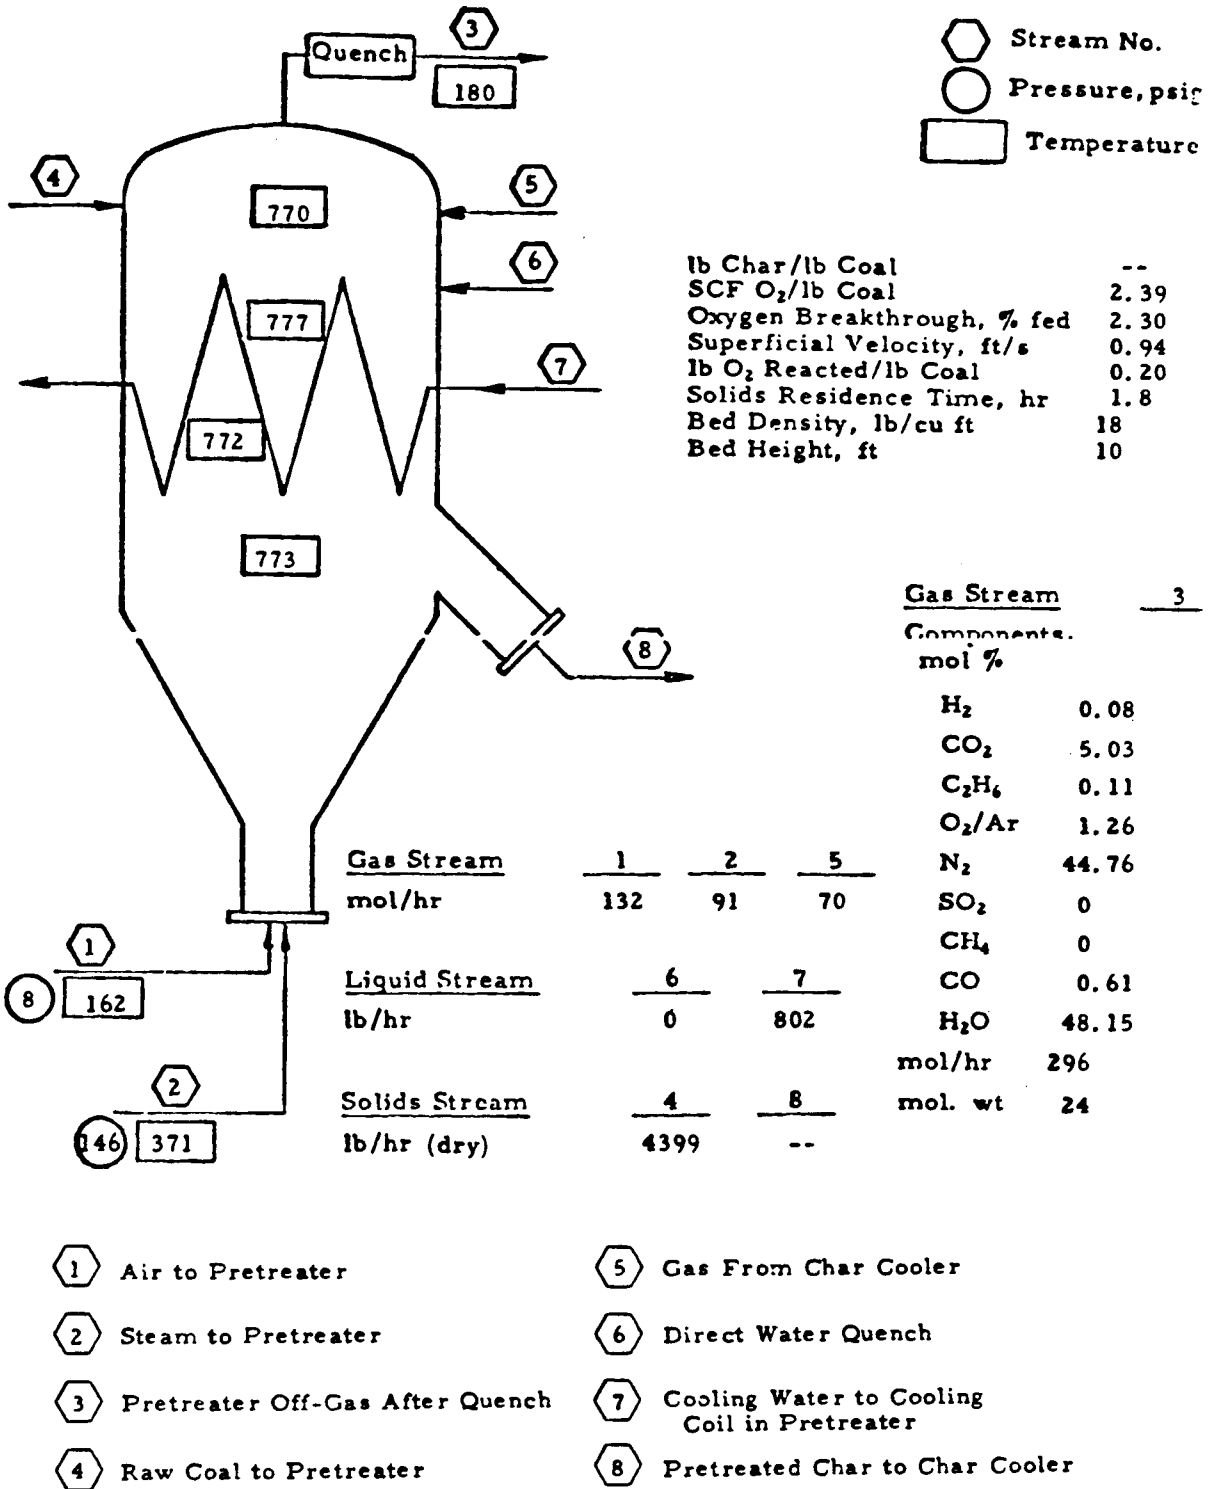 3
Quench
180
Stream No.
Pressure, psig
Temperature
4
770
5
6
777
7
772
773
lb Char/lb Coal --
SCF O₂/lb Coal 2.39
Oxygen Breakthrough, % fed 2.30
Superficial Velocity, ft/s 0.94
lb O₂ Reacted/lb Coal 0.20
Solids Residence Time, hr 1.8
Bed Density, lb/cu ft 18
Bed Height, ft 10
8
Gas Stream 3
Components,
mol %
H₂ 0.08
CO₂ 5.03
C₂H₆ 0.11
O₂/Ar 1.26
N₂ 44.76
SO₂ 0
CH₄ 0
CO 0.61
H₂O 48.15
mol/hr 296
mol. wt 24
Gas Stream 1 2 5
mol/hr 132 91 70
Liquid Stream 6 7
lb/hr 0 802
Solids Stream 4 8
lb/hr (dry) 4399 --
1
8
162
2
146
371
1 Air to Pretreater
2 Steam to Pretreater
3 Pretreater Off-Gas After Quench
4 Raw Coal to Pretreater
5 Gas From Char Cooler
6 Direct Water Quench
7 Cooling Water to Cooling
Coil in Pretreater
8 Pretreated Char to Char Cooler